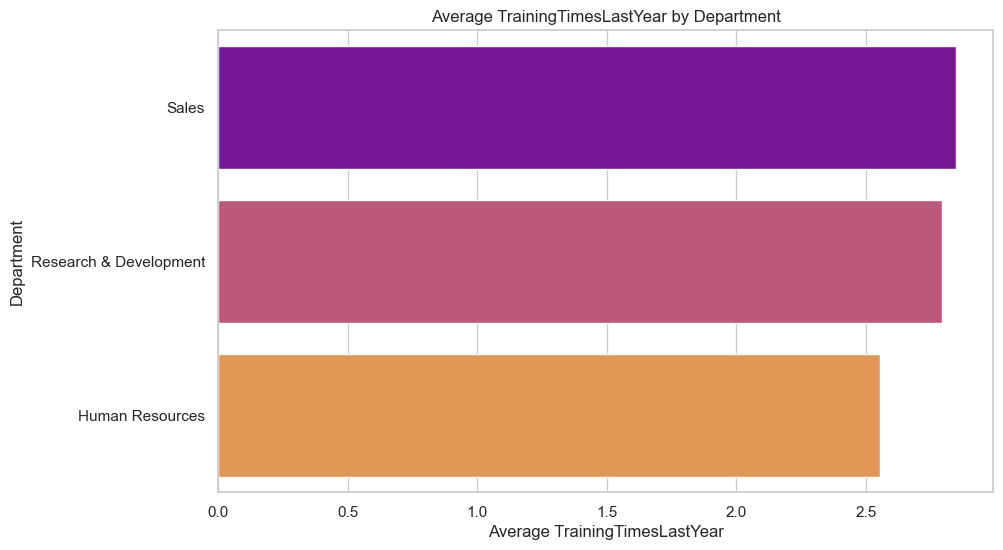 Average TrainingTimesLastYear by Department
Sales
Research & Development
Human Resources
Department
0.0 0.5 1.0 1.5 2.0 2.5
Average TrainingTimesLastYear